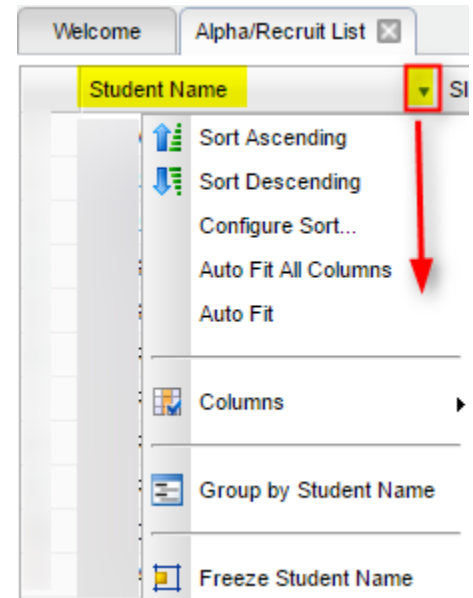 Welcome
Alpha/Recruit List
Student Name
Sort Ascending
Sort Descending
Configure Sort...
Auto Fit All Columns
Auto Fit
Columns
Group by Student Name
Freeze Student Name